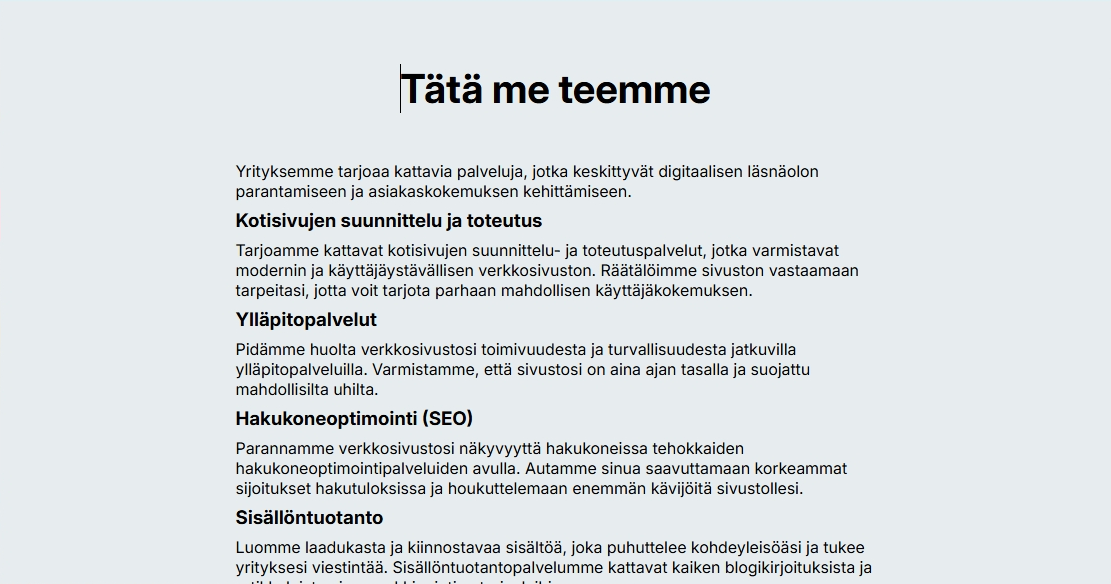 Tätä me teemme
Yrityksemme tarjoaa kattavia palveluja, jotka keskittyvät digitaalisen läsnäolon
parantamiseen ja asiakaskokemuksen kehittämiseen.
Kotisivujen suunnittelu ja toteutus
Tarjoamme kattavat kotisivujen suunnittelu- ja toteutuspalvelut, jotka varmistavat
modernin ja käyttäjäystävällisen verkkosivuston. Räätälöimme sivuston vastaamaan
tarpeitasi, jotta voit tarjota parhaan mahdollisen käyttäjäkokemuksen.
Ylläpitopalvelut
Pidämme huolta verkkosivustosi toimivuudesta ja turvallisuudesta jatkuvilla
ylläpitopalveluilla. Varmistamme, että sivustosi on aina ajan tasalla ja suojattu
mahdollisilta uhilta.
Hakukoneoptimointi (SEO)
Parannamme verkkosivustosi näkyvyyttä hakukoneissa tehokkaiden
hakukoneoptimointipalveluiden avulla. Autamme sinua saavuttamaan korkeammat
sijoitukset hakutuloksissa ja houkuttelemaan enemmän kävijöitä sivustollesi.
Sisällöntuotanto
Luomme laadukasta ja kiinnostavaa sisältöä, joka puhuttelee kohdeyleisöäsi ja tukee
yrityksesi viestintää. Sisällöntuotantopalvelumme kattavat kaiken blogikirjoituksista ja